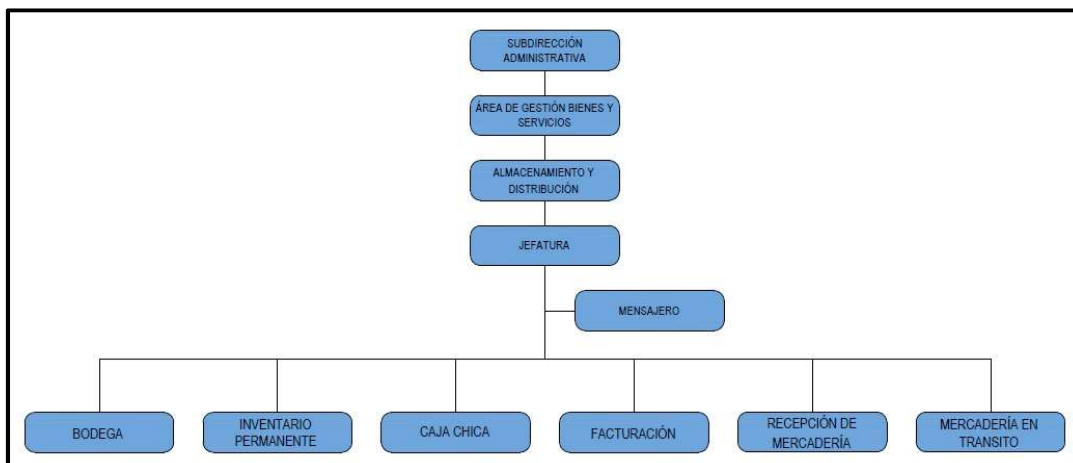 SUBDIRECCIÓN
ADMINISTRATIVA
ÁREA DE GESTIÓN BIENES Y
SERVICIOS
ALMACENAMIENTO Y
DISTRIBUCIÓN
JEFATURA
MENSAJERO
BODEGA
INVENTARIO
PERMANENTE
CAJA CHICA
FACTURACIÓN
RECEPCIÓN DE
MERCADERÍA
MERCADERÍA EN
TRANSITO